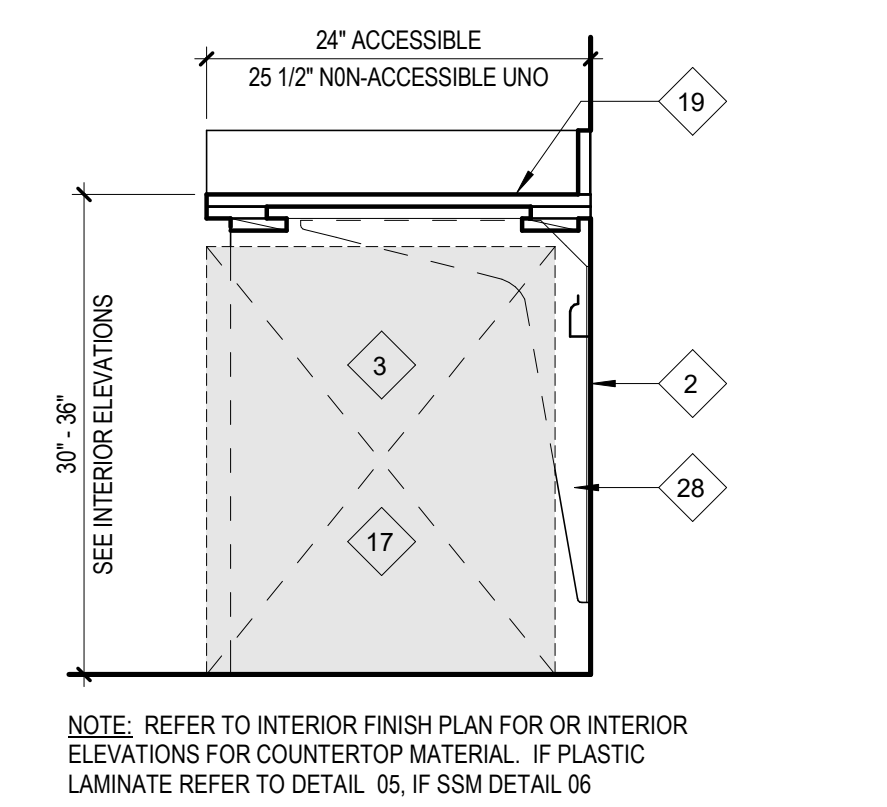 24" ACCESSIBLE
25 1/2" N0N-ACCESSIBLE UNO
19
30" - 36"
SEE INTERIOR ELEVATIONS
3
2
28
17
NOTE: REFER TO INTERIOR FINISH PLAN FOR OR INTERIOR
ELEVATIONS FOR COUNTERTOP MATERIAL. IF PLASTIC
LAMINATE REFER TO DETAIL 05, IF SSM DETAIL 06